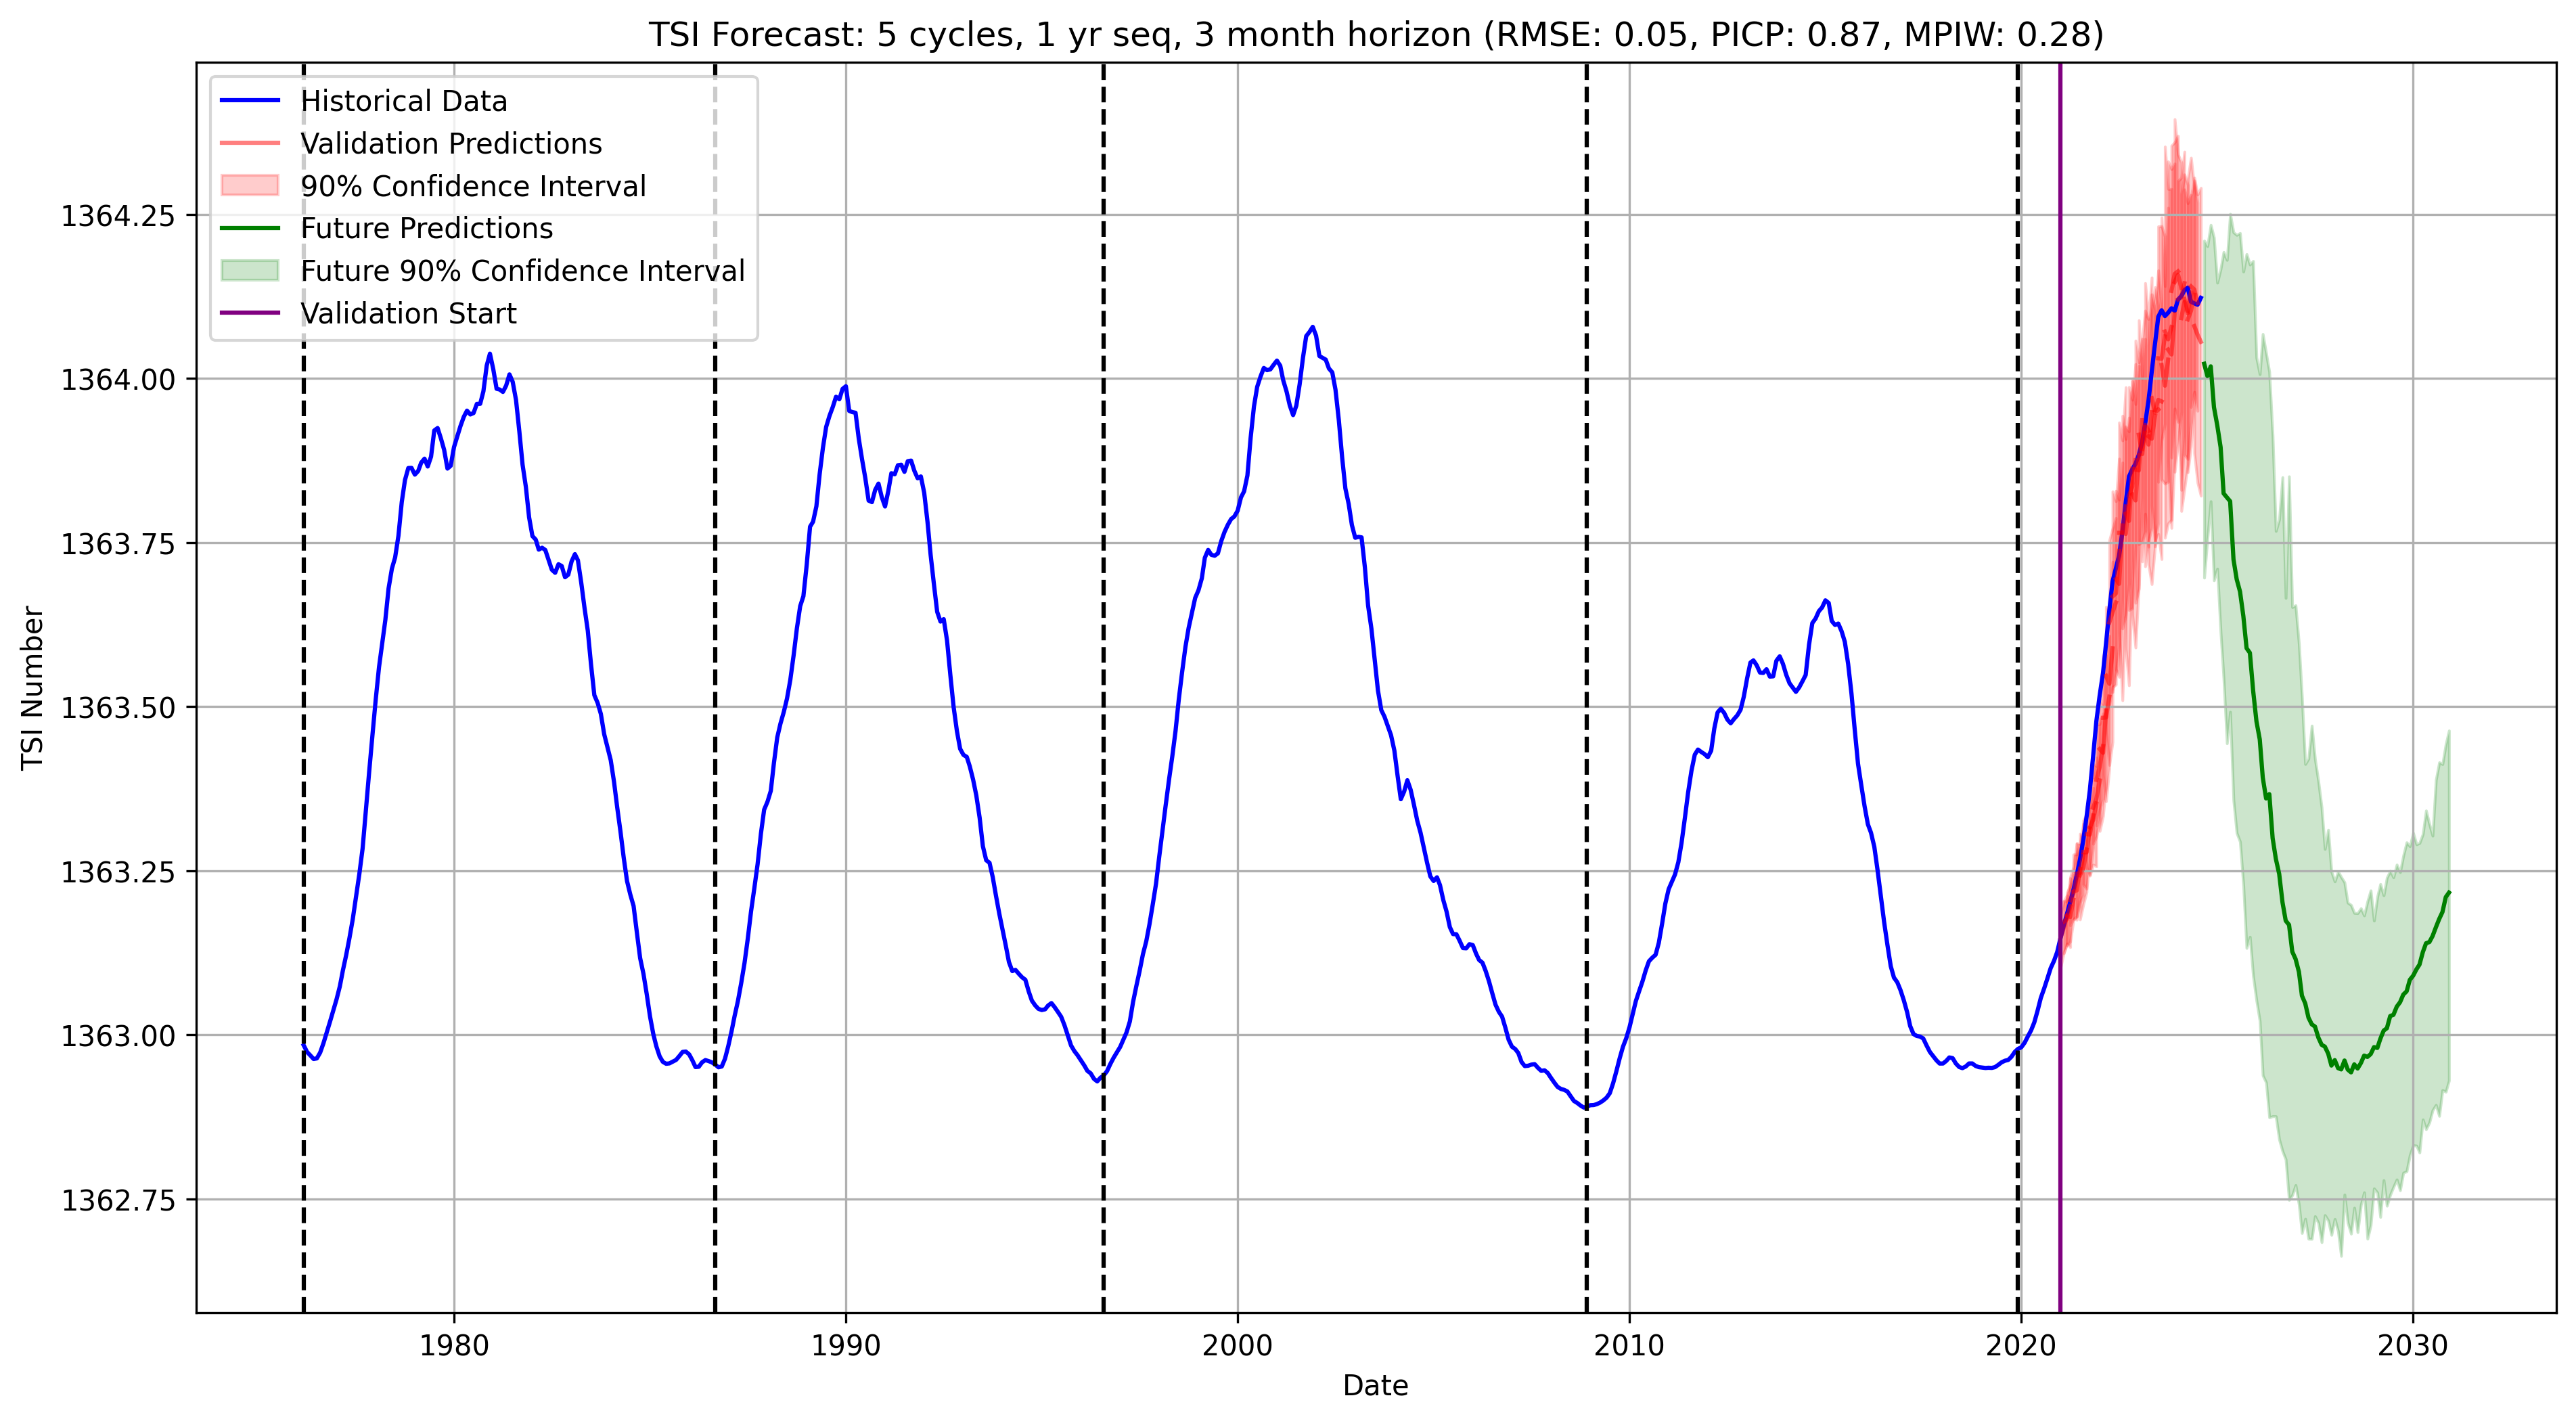 TSI Forecast: 5 cycles, 1 yr seq, 3 month horizon (RMSE: 0.05, PICP: 0.87, MPIW: 0.28)
Historical Data
Validation Predictions
90% Confidence Interval
Future Predictions
Future 90% Confidence Interval
Validation Start
TSI Number
1364.25
1364.00
1363.75
1363.50
1363.25
1363.00
1362.75
1980
1990
2000
2010
2020
2030
Date